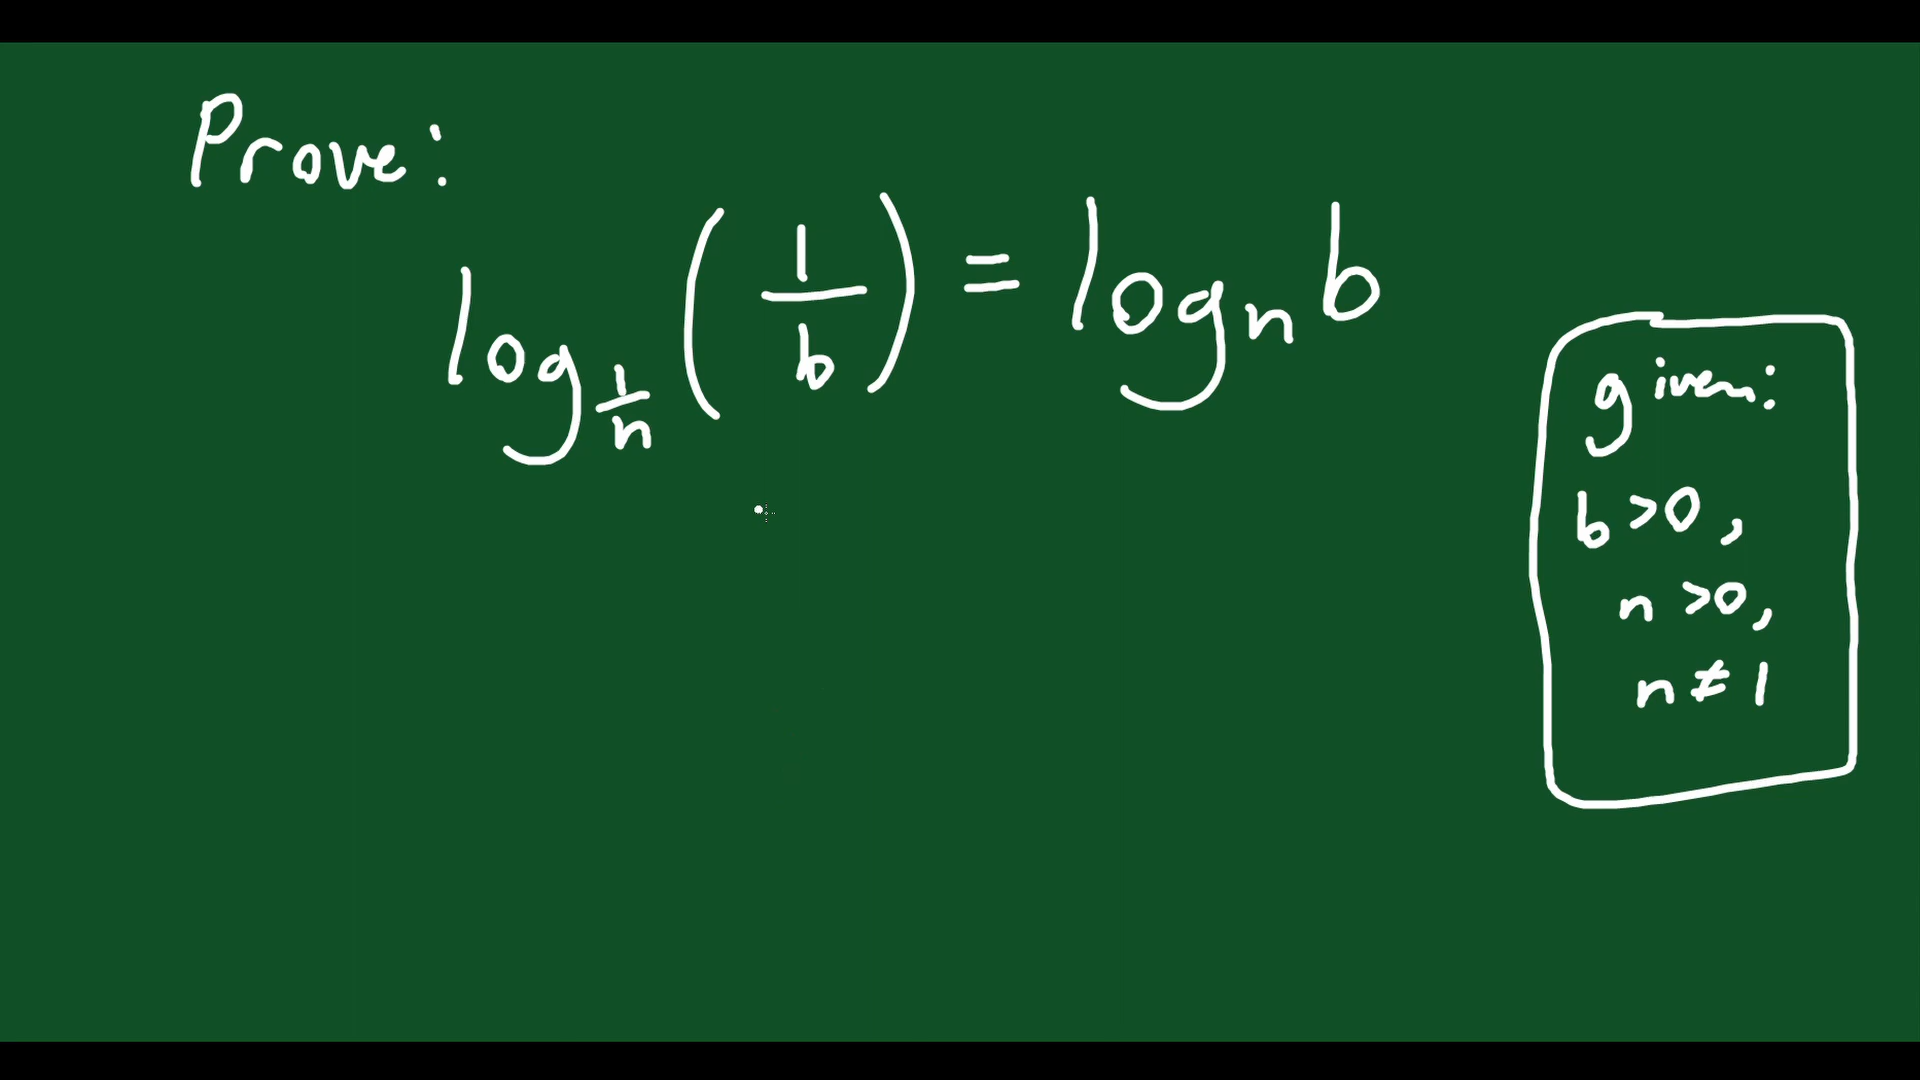 Prove:
log_{1/n} (1/b) = log_n b
given:
b > 0,
n > 0,
n ≠ 1